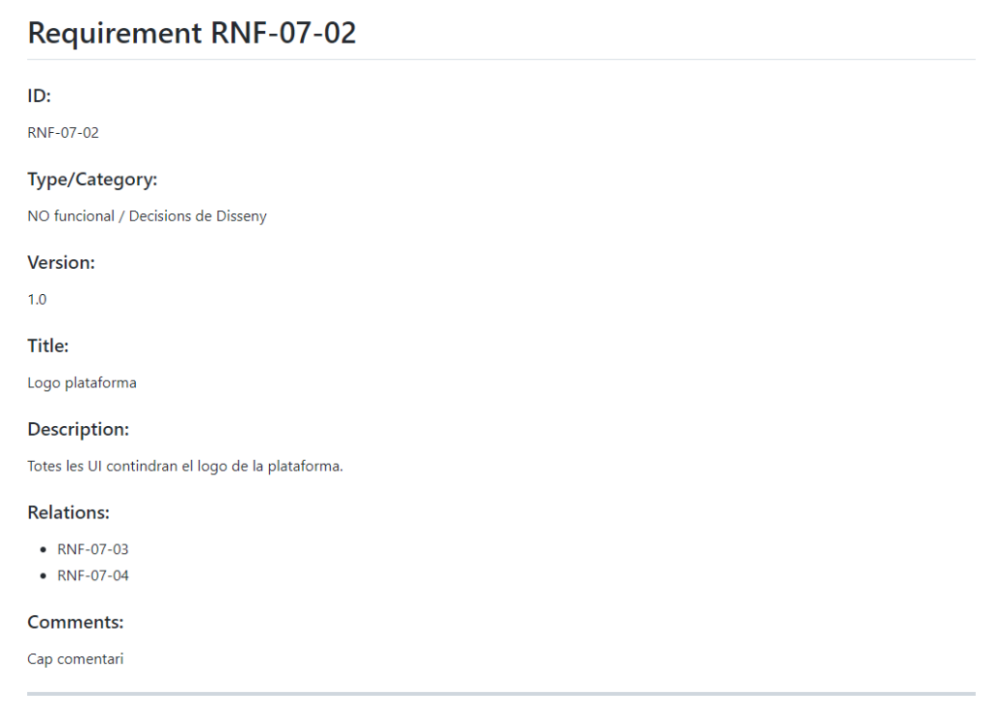 Requirement RNF-07-02
ID:
RNF-07-02
Type/Category:
NO funcional / Decisions de Disseny
Version:
1.0
Title:
Logo plataforma
Description:
Totes les UI contindran el logo de la plataforma.
Relations:
RNF-07-03
RNF-07-04
Comments:
Cap comentari